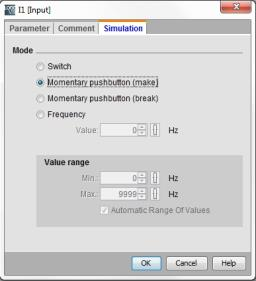 I1 [Input]
Parameter Comment Simulation
Mode
Switch
Momentary pushbutton (make)
Momentary pushbutton (break)
Frequency
Value: 0 Hz
Value range
Min.: 0 Hz
Max.: 9999 Hz
Automatic Range Of Values
OK Cancel Help